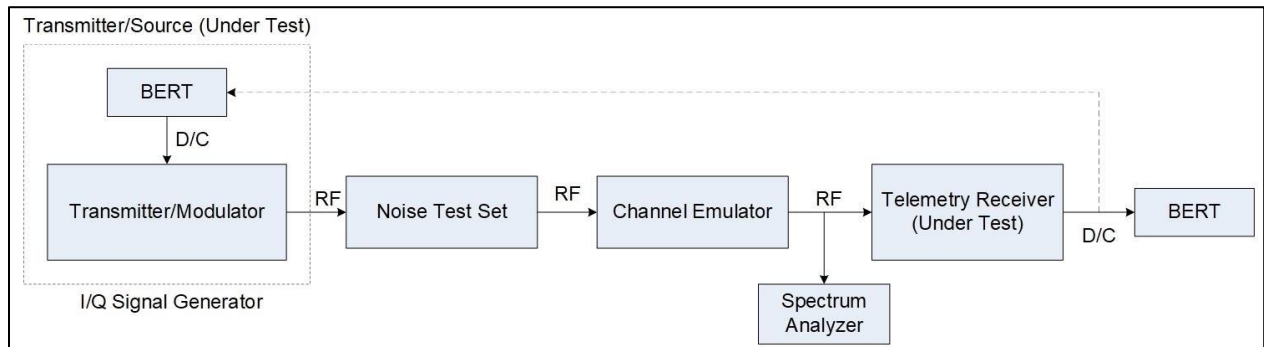 Transmitter/Source (Under Test)
BERT
D/C
Transmitter/Modulator
RF
Noise Test Set
RF
Channel Emulator
RF
Telemetry Receiver
(Under Test)
D/C
BERT
I/Q Signal Generator
Spectrum
Analyzer